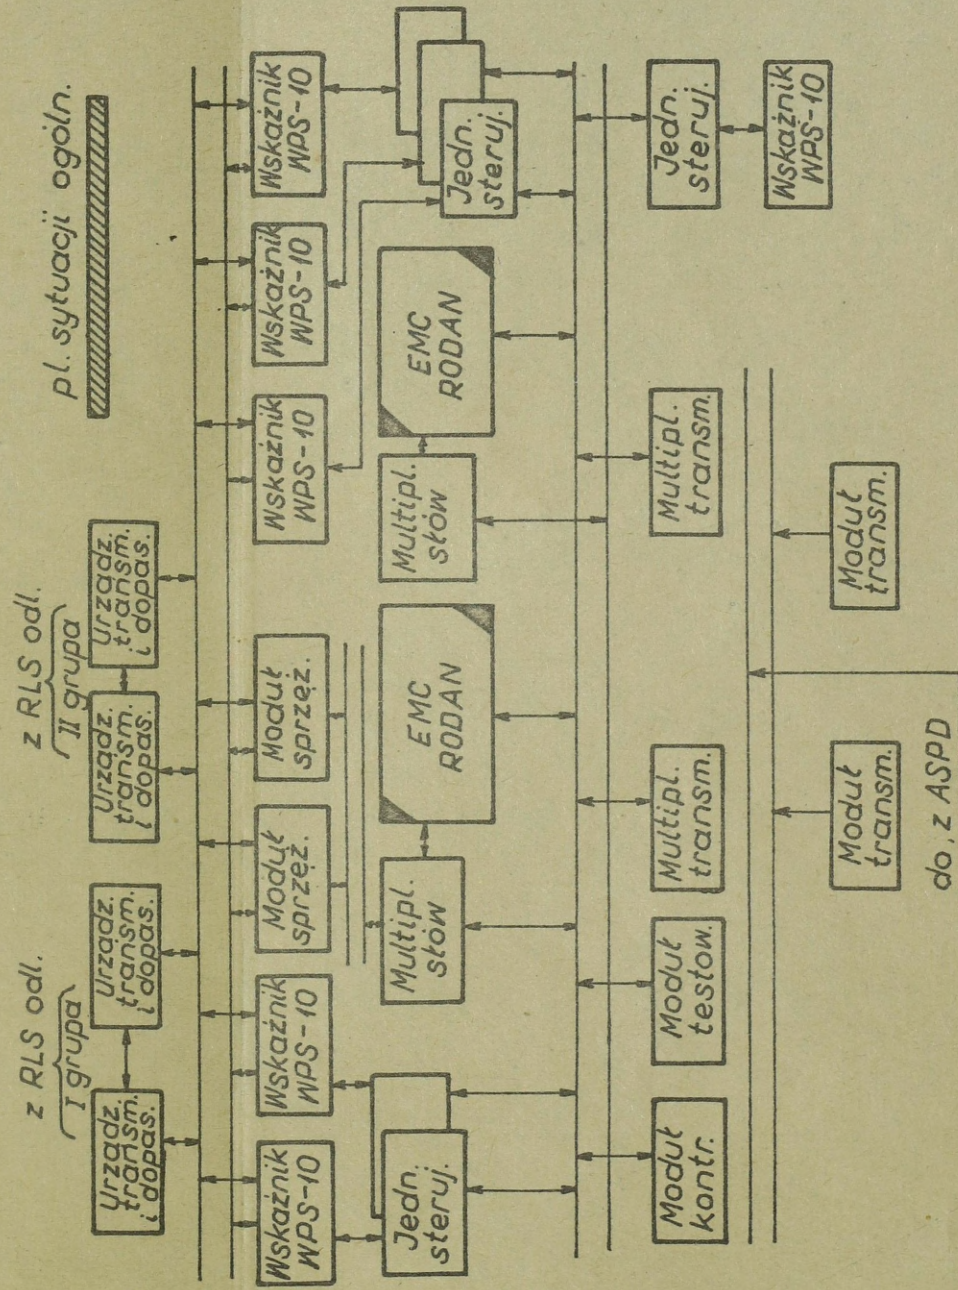 z RLS odl.
I grupa
z RLS odl.
II grupa
pl. sytuacji ogóln.
Urządz.
transm.
i dopas.
Urządz.
transm.
i dopas.
Urządz.
transm.
i dopas.
Urządz.
transm.
i dopas.
Wskaźnik
WPS-10
Wskaźnik
WPS-10
Moduł
sprzęż.
Moduł
sprzęż.
Wskaźnik
WPS-10
Wskaźnik
WPS-10
Wskaźnik
WPS-10
Jedn.
steruj.
Multipl.
słów
EMC
RODAN
Multipl.
słów
EMC
RODAN
Jedn.
steruj.
Moduł
kontr.
Moduł
testow.
Multipl.
transm.
Multipl.
transm.
Jedn.
steruj.
Wskaźnik
WPS-10
Moduł
transm.
Moduł
transm.
do, z ASPD